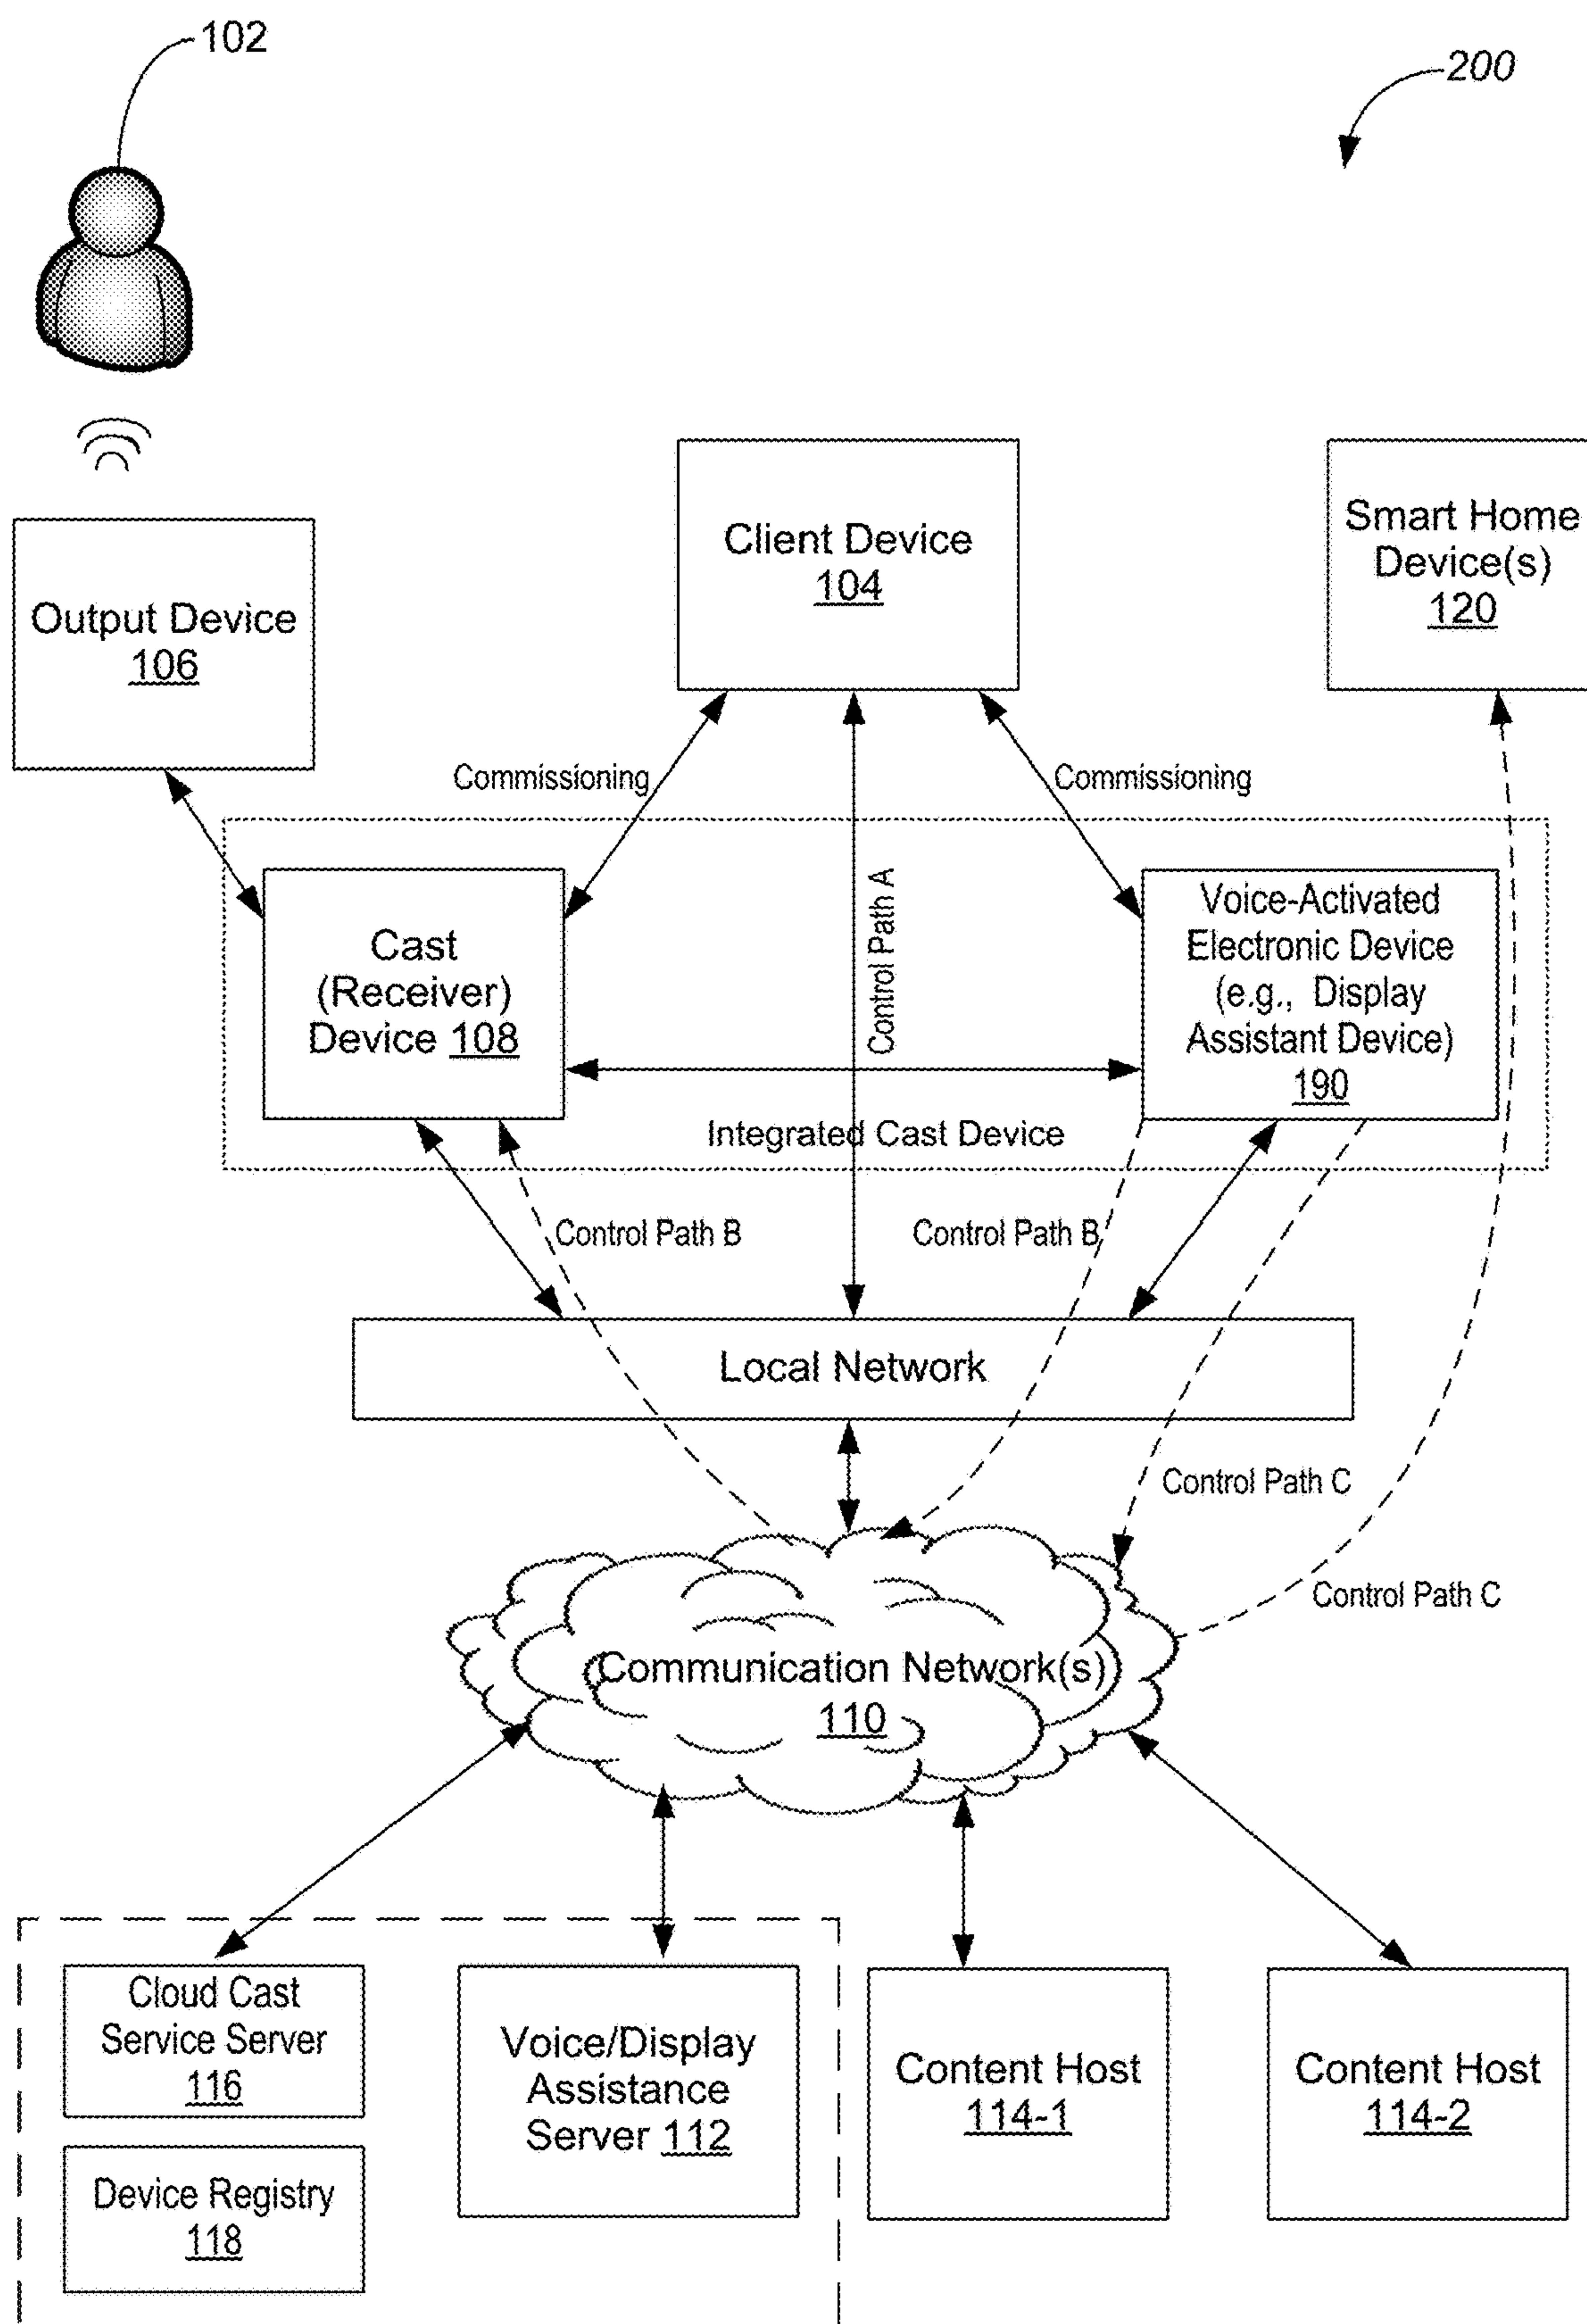 102
200
Client Device
104
Smart Home
Device(s)
120
Output Device
106
Commissioning
Commissioning
Control Path A
Cast
(Receiver)
Device 108
Voice-Activated
Electronic Device
(e.g., Display
Assistant Device)
190
Integrated Cast Device
Control Path B
Control Path B
Local Network
Control Path C
Control Path C
Communication Network(s)
110
Cloud Cast
Service Server
116
Voice/Display
Assistance
Server 112
Content Host
114-1
Content Host
114-2
Device Registry
118